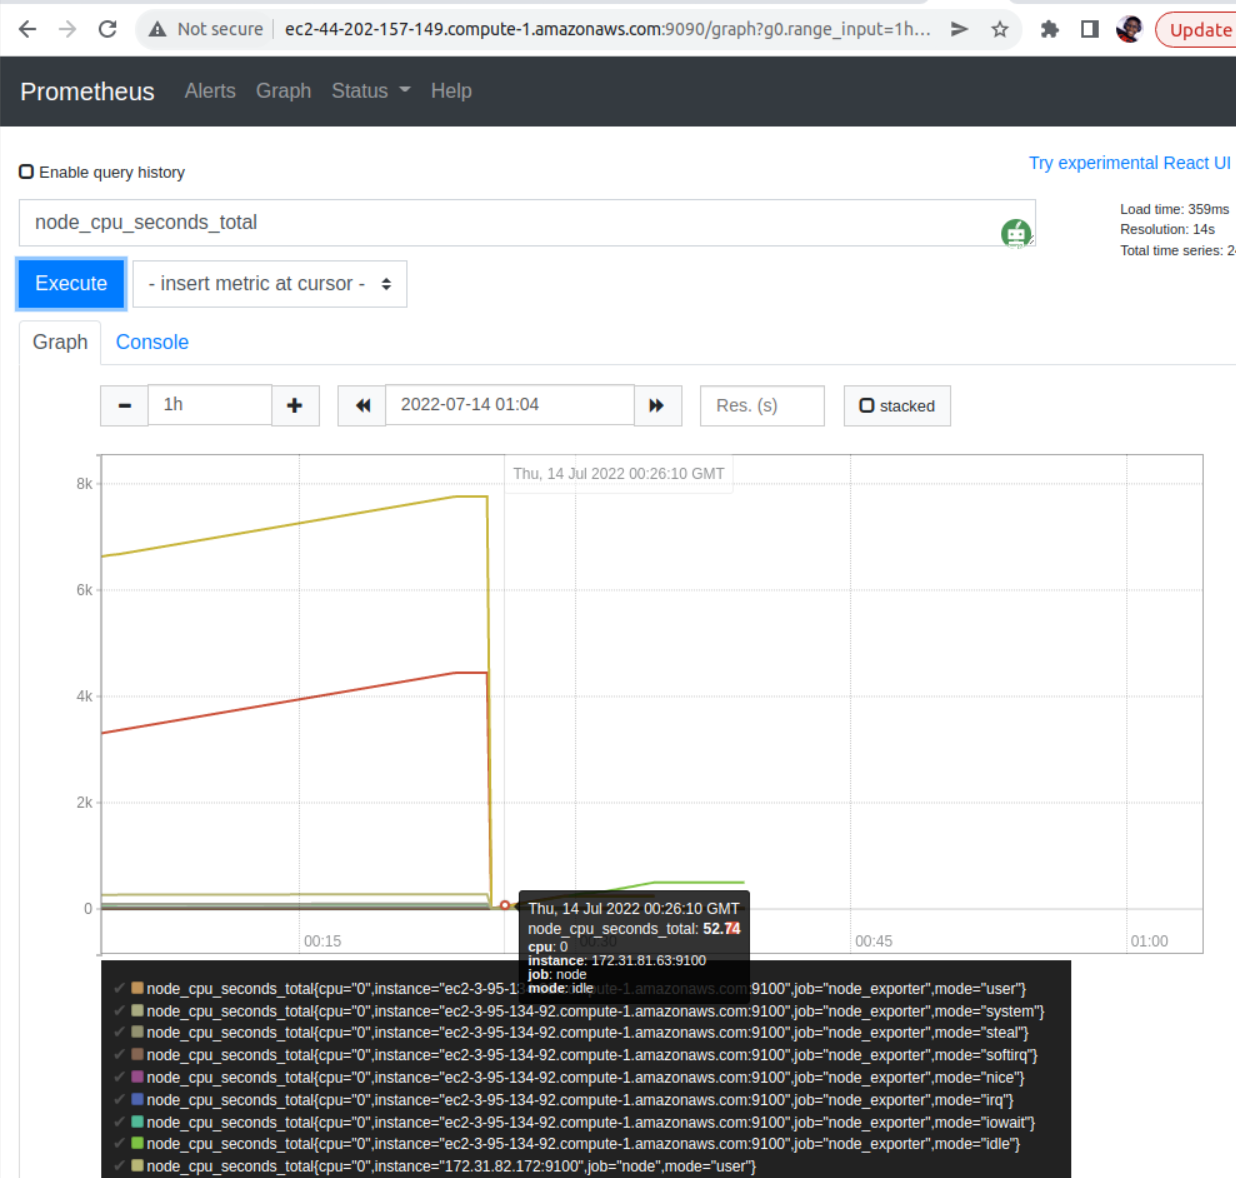 Not secure ec2-44-202-157-149.compute-1.amazonaws.com:9090/graph?g0.range_input=1h... Update
Prometheus Alerts Graph Status Help
Try experimental React UI
Enable query history
node_cpu_seconds_total
Load time: 359ms
Resolution: 14s
Total time series: 2
Execute - insert metric at cursor -
Graph Console
1h 2022-07-14 01:04 Res. (s) stacked
Thu, 14 Jul 2022 00:26:10 GMT
8k
6k
4k
2k
0
Thu, 14 Jul 2022 00:26:10 GMT
node_cpu_seconds_total: 52.74
cpu: 0
instance: 172.31.81.63:9100
job: node
mode: idle
00:15 00:30 00:45 01:00
node_cpu_seconds_total{cpu="0",instance="ec2-3-95-13 pute-1.amazonaws.com:9100",job="node_exporter",mode="user"}
node_cpu_seconds_total{cpu="0",instance="ec2-3-95-134-92.compute-1.amazonaws.com:9100",job="node_exporter",mode="system"}
node_cpu_seconds_total{cpu="0",instance="ec2-3-95-134-92.compute-1.amazonaws.com:9100",job="node_exporter",mode="steal"}
node_cpu_seconds_total{cpu="0",instance="ec2-3-95-134-92.compute-1.amazonaws.com:9100",job="node_exporter",mode="softirq"}
node_cpu_seconds_total{cpu="0",instance="ec2-3-95-134-92.compute-1.amazonaws.com:9100",job="node_exporter",mode="nice"}
node_cpu_seconds_total{cpu="0",instance="ec2-3-95-134-92.compute-1.amazonaws.com:9100",job="node_exporter",mode="irq"}
node_cpu_seconds_total{cpu="0",instance="ec2-3-95-134-92.compute-1.amazonaws.com:9100",job="node_exporter",mode="iowait"}
node_cpu_seconds_total{cpu="0",instance="ec2-3-95-134-92.compute-1.amazonaws.com:9100",job="node_exporter",mode="idle"}
node_cpu_seconds_total{cpu="0",instance="172.31.82.172:9100",job="node",mode="user"}